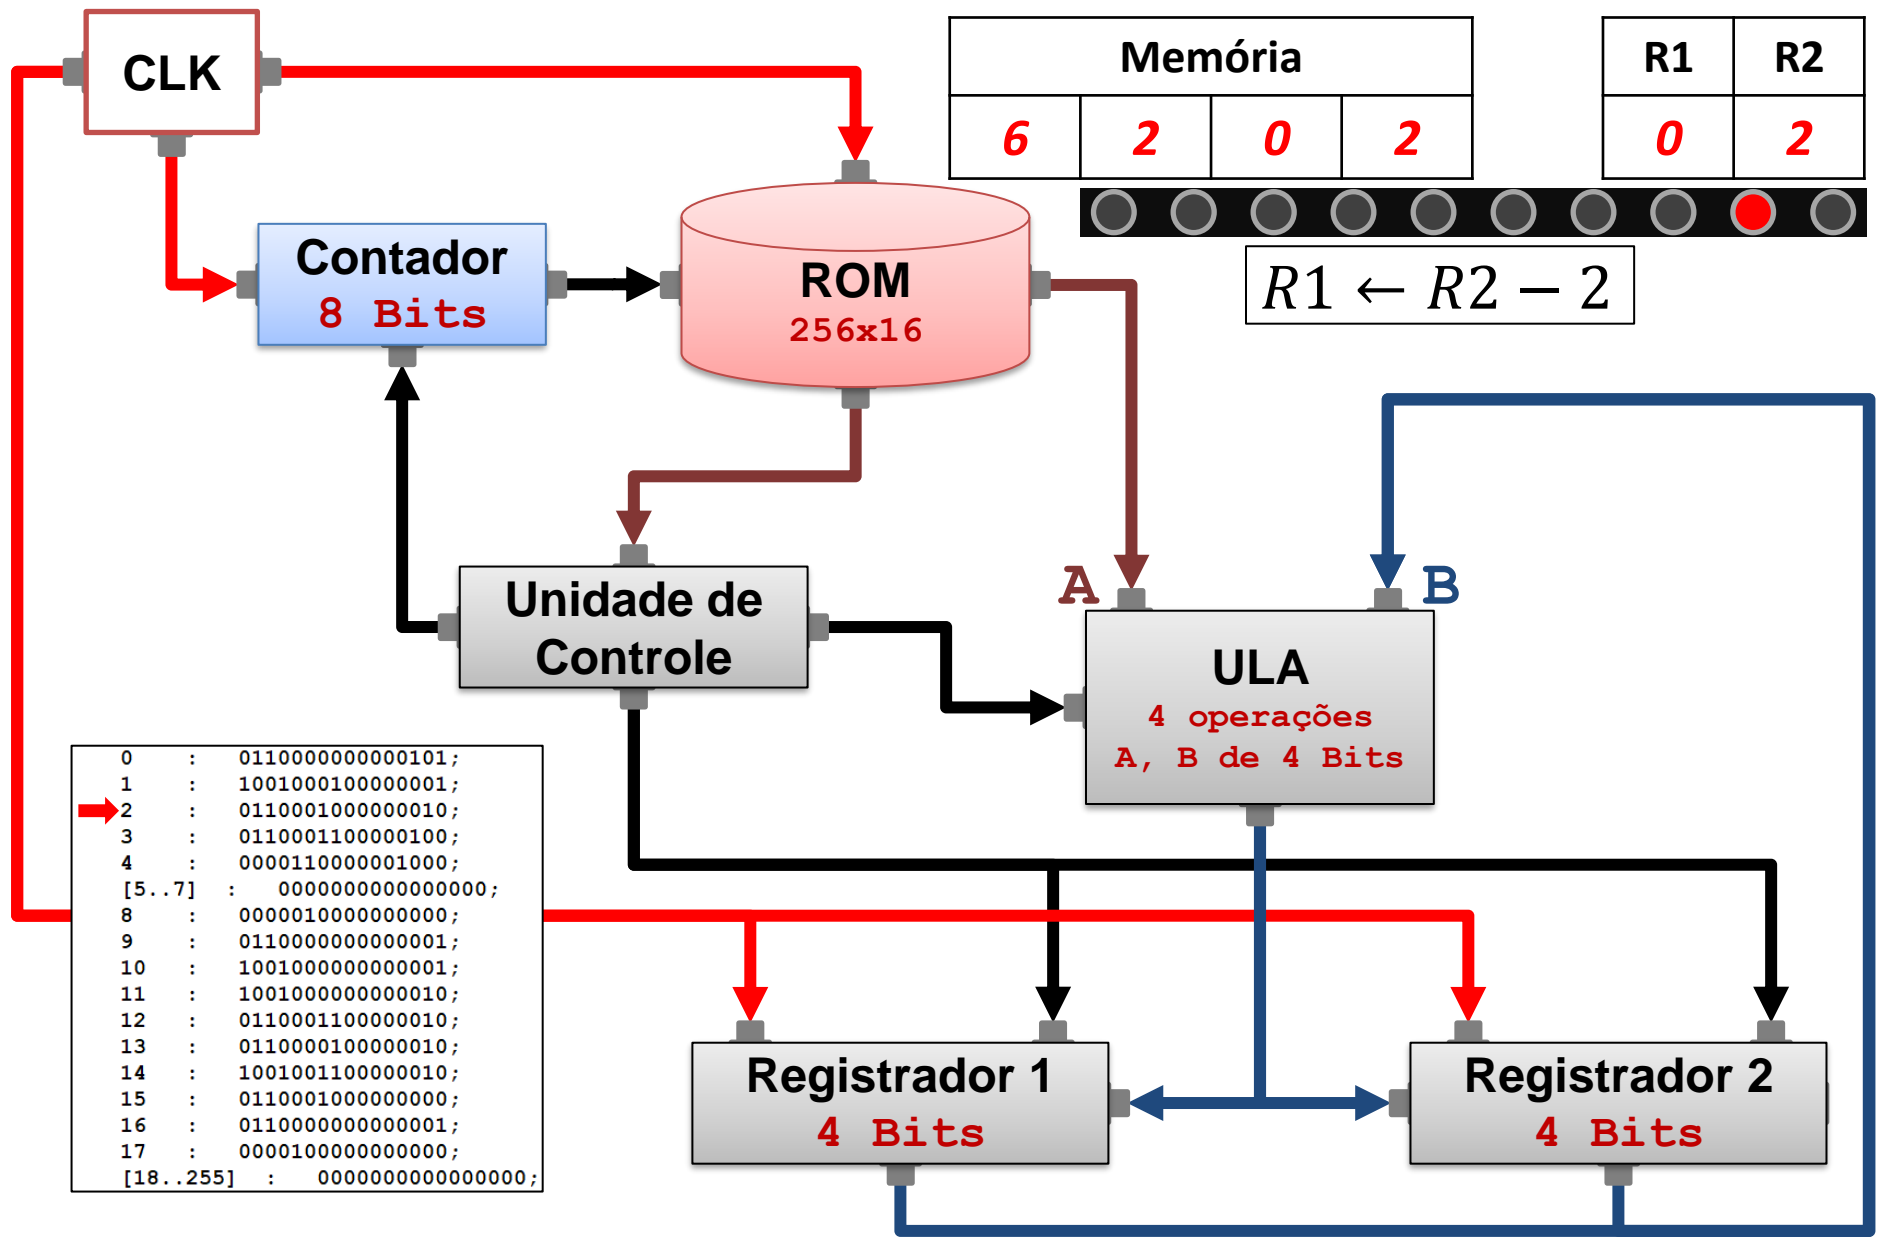 CLK
Memória
R1 R2
6 2 0 2
0 2
Contador
8 Bits
ROM
256x16
R1 ← R2 − 2
A
B
Unidade de
Controle
ULA
4 operações
A, B de 4 Bits
0 : 0110000000000101;
1 : 1001000100000001;
2 : 0110001000000010;
3 : 0110001100000100;
4 : 0000110000001000;
[5..7] : 0000000000000000;
8 : 0000010000000000;
9 : 0110000000000001;
10 : 1001000000000001;
11 : 1001000000000010;
12 : 0110001100000010;
13 : 0110000100000010;
14 : 1001001100000010;
15 : 0110001000000000;
16 : 0110000000000001;
17 : 0000100000000000;
[18..255] : 0000000000000000;
Registrador 1
4 Bits
Registrador 2
4 Bits